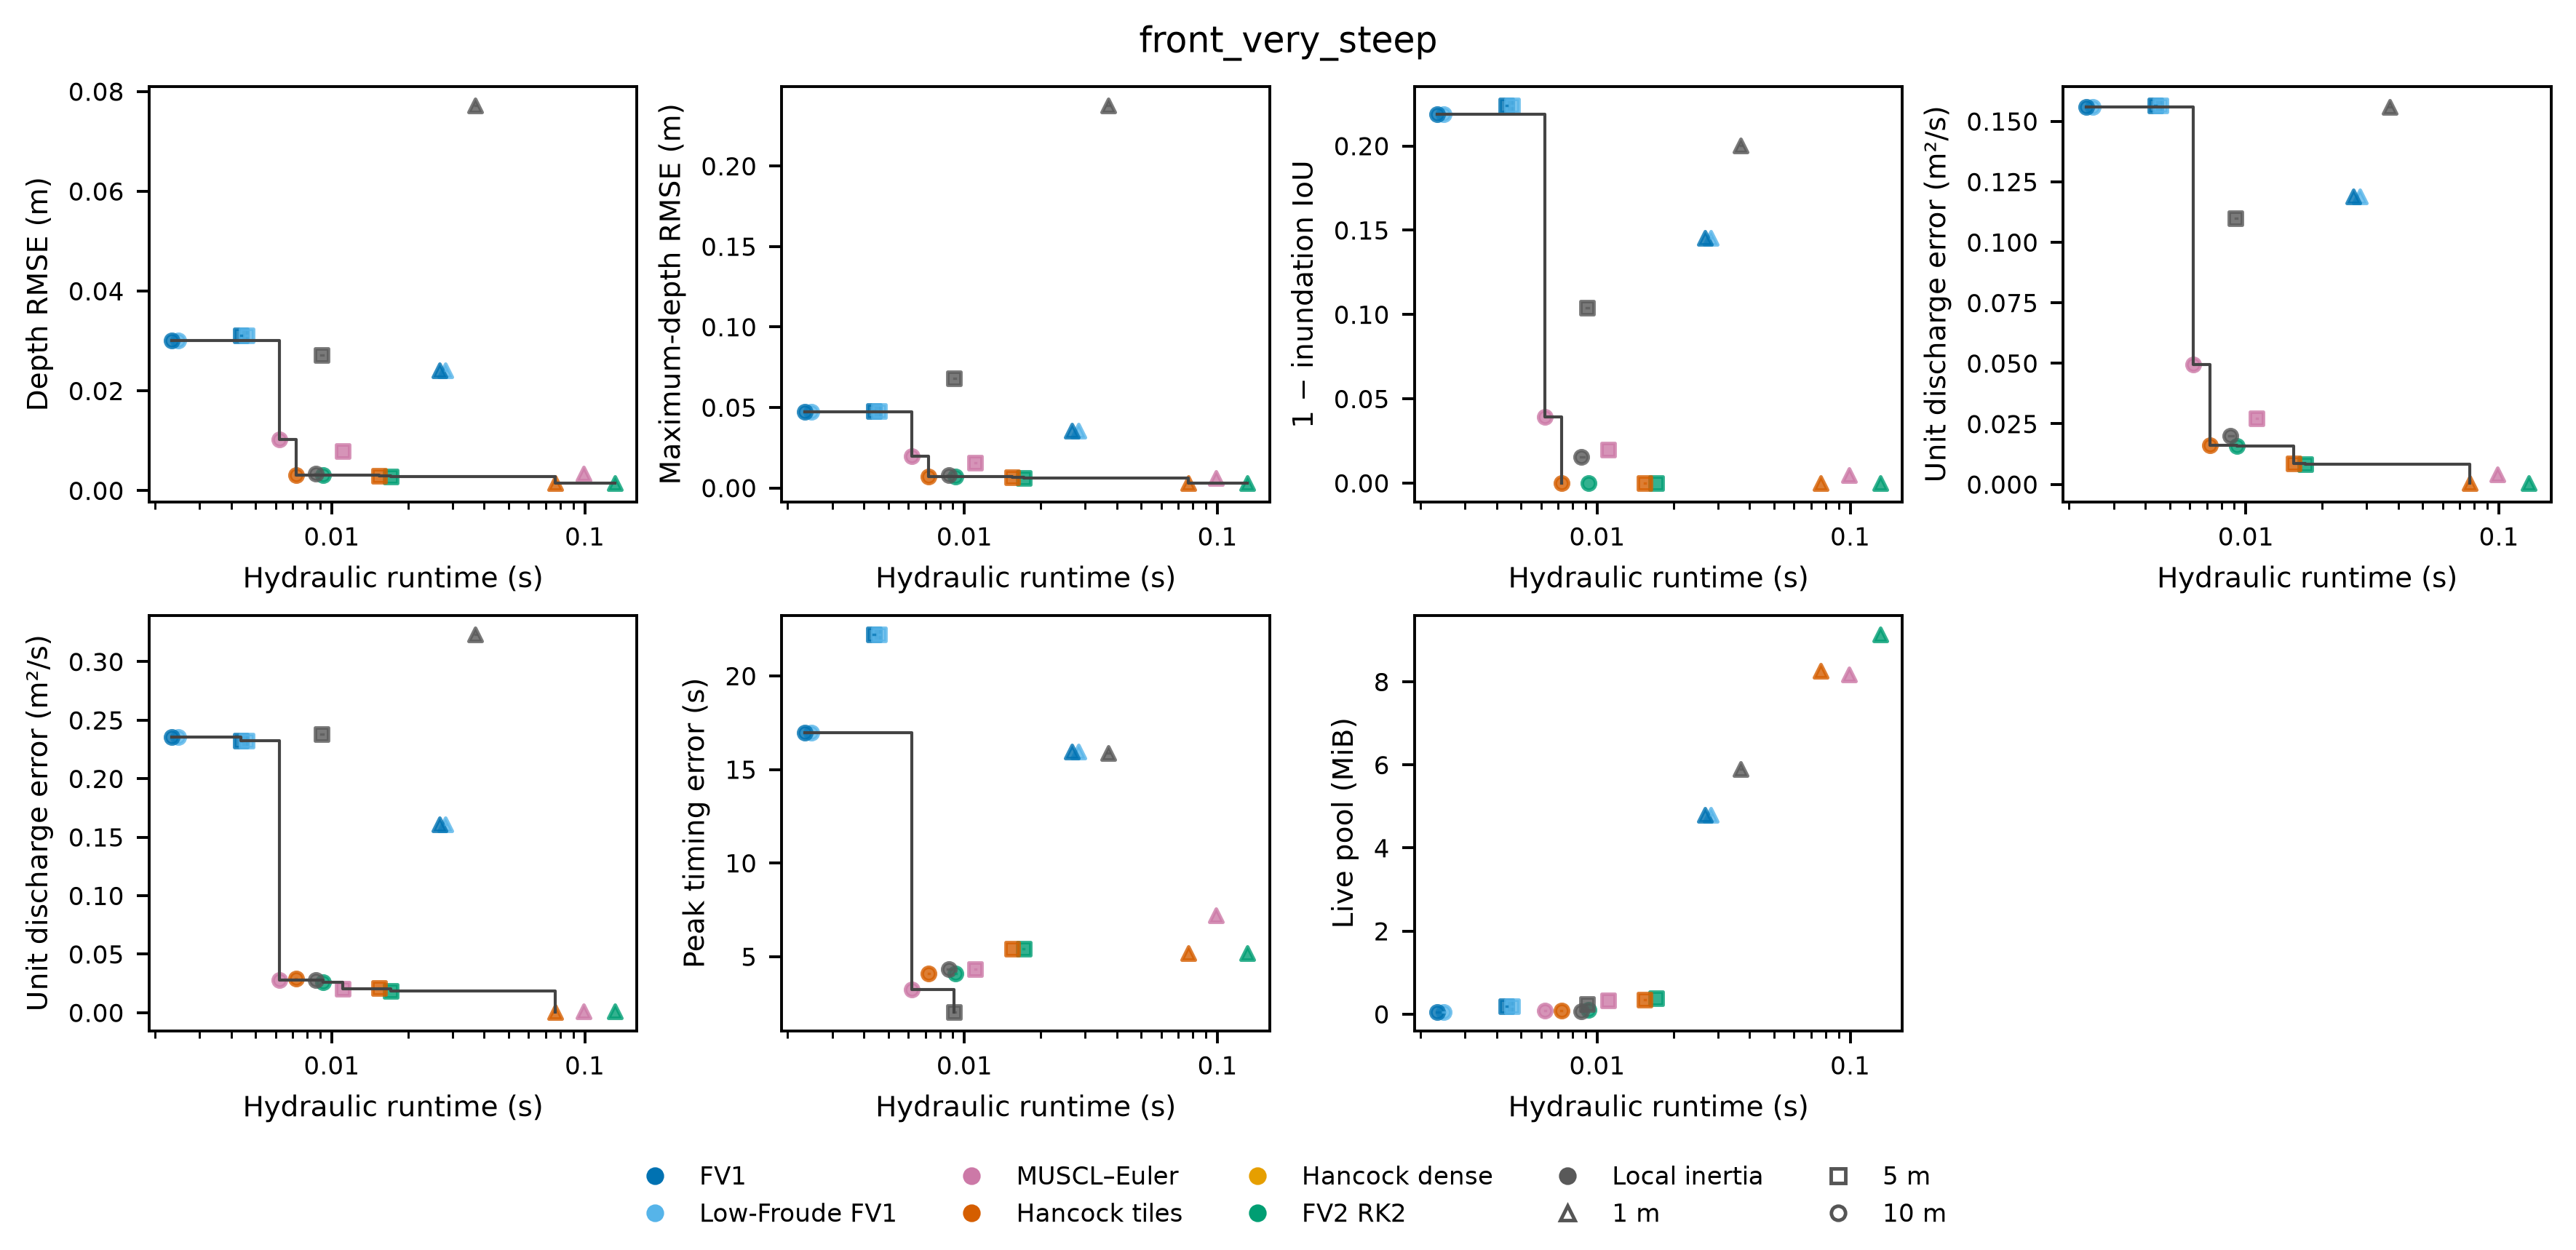 front_very_steep
Depth RMSE (m)
0.08
0.06
0.04
0.02
0.00
0.01
0.1
Hydraulic runtime (s)
Maximum-depth RMSE (m)
0.20
0.15
0.10
0.05
0.00
0.01
0.1
Hydraulic runtime (s)
1 − inundation IoU
0.20
0.15
0.10
0.05
0.00
0.01
0.1
Hydraulic runtime (s)
Unit discharge error (m²/s)
0.150
0.125
0.100
0.075
0.050
0.025
0.000
0.01
0.1
Hydraulic runtime (s)
Unit discharge error (m²/s)
0.30
0.25
0.20
0.15
0.10
0.05
0.00
0.01
0.1
Hydraulic runtime (s)
Peak timing error (s)
20
15
10
5
0.01
0.1
Hydraulic runtime (s)
Live pool (MiB)
8
6
4
2
0
0.01
0.1
Hydraulic runtime (s)
FV1
Low-Froude FV1
MUSCL–Euler
Hancock tiles
Hancock dense
FV2 RK2
Local inertia
1 m
5 m
10 m